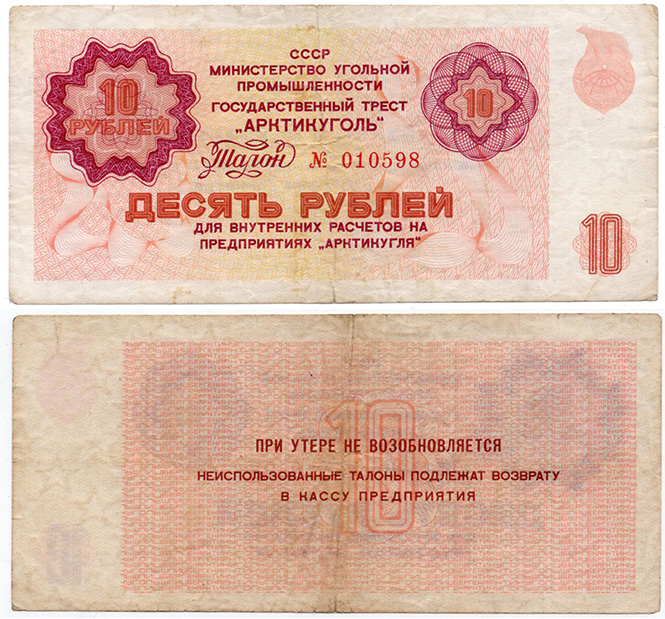 СССР
МИНИСТЕРСТВО УГОЛЬНОЙ
ПРОМЫШЛЕННОСТИ
ГОСУДАРСТВЕННЫЙ ТРЕСТ
„АРКТИКУГОЛЬ"
10
РУБЛЕЙ
10
Талон № 010598
ДЕСЯТЬ РУБЛЕЙ
ДЛЯ ВНУТРЕННИХ РАСЧЕТОВ НА
ПРЕДПРИЯТИЯХ „АРКТИКУГЛЯ"
10
10
ПРИ УТЕРЕ НЕ ВОЗОБНОВЛЯЕТСЯ
НЕИСПОЛЬЗОВАННЫЕ ТАЛОНЫ ПОДЛЕЖАТ ВОЗВРАТУ
В КАССУ ПРЕДПРИЯТИЯ